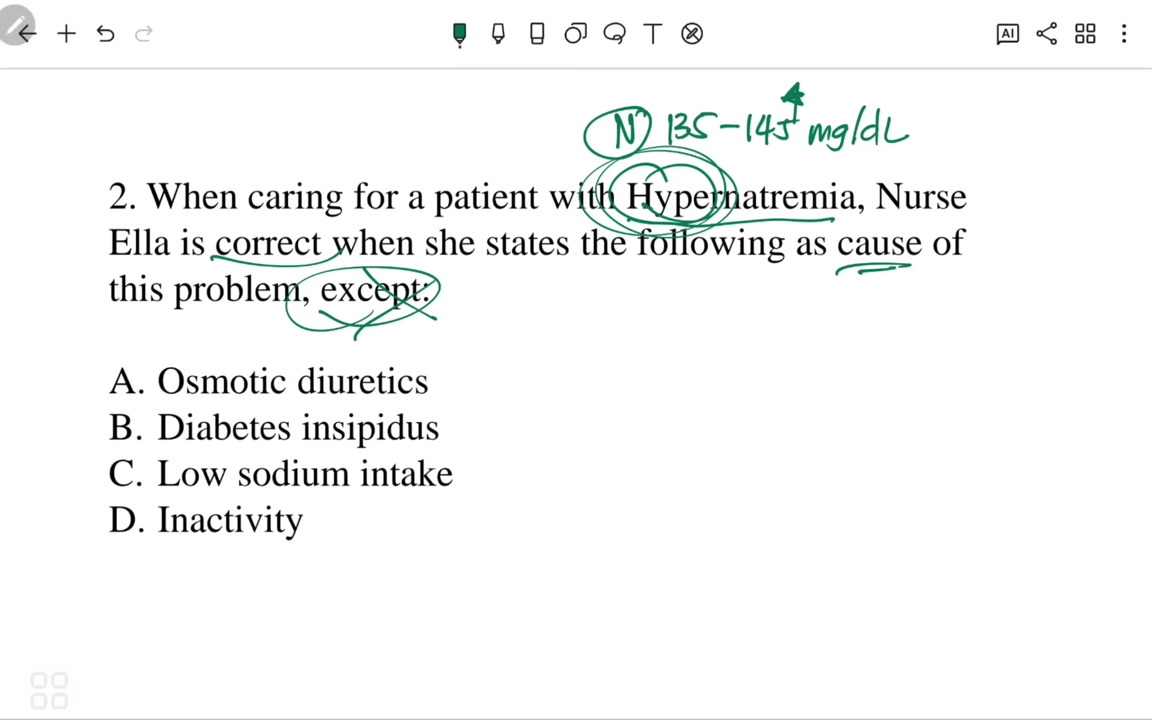 AI
T
N 135-145 mg/dL
2. When caring for a patient with Hypernatremia, Nurse
Ella is correct when she states the following as cause of
this problem, except:
A. Osmotic diuretics
B. Diabetes insipidus
C. Low sodium intake
D. Inactivity